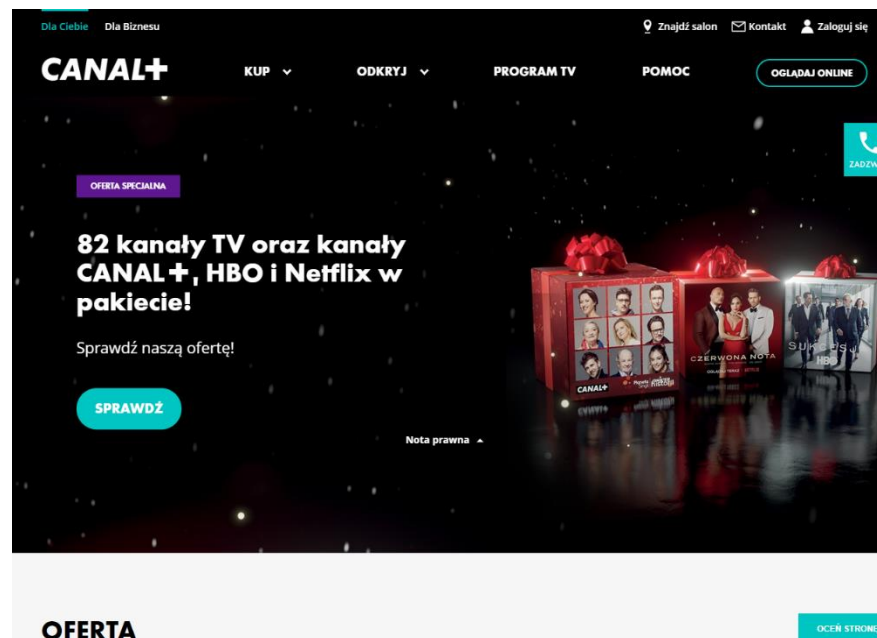 Dla Ciebie Dla Biznesu
Znajdź salon Kontakt Zaloguj się
CANAL+ KUP ODKRYJ PROGRAM TV POMOC OGLĄDAJ ONLINE
ZADZW
OFERTA SPECJALNA
82 kanały TV oraz kanały
CANAL+, HBO i Netflix w
pakiecie!
Sprawdź naszą ofertę!
SPRAWDŹ
CZERWONA NOTA
NETFLIX
SUKCESJA
HBO
CANAL+
Nota prawna
OFERTA
OCEŃ STRONĘ